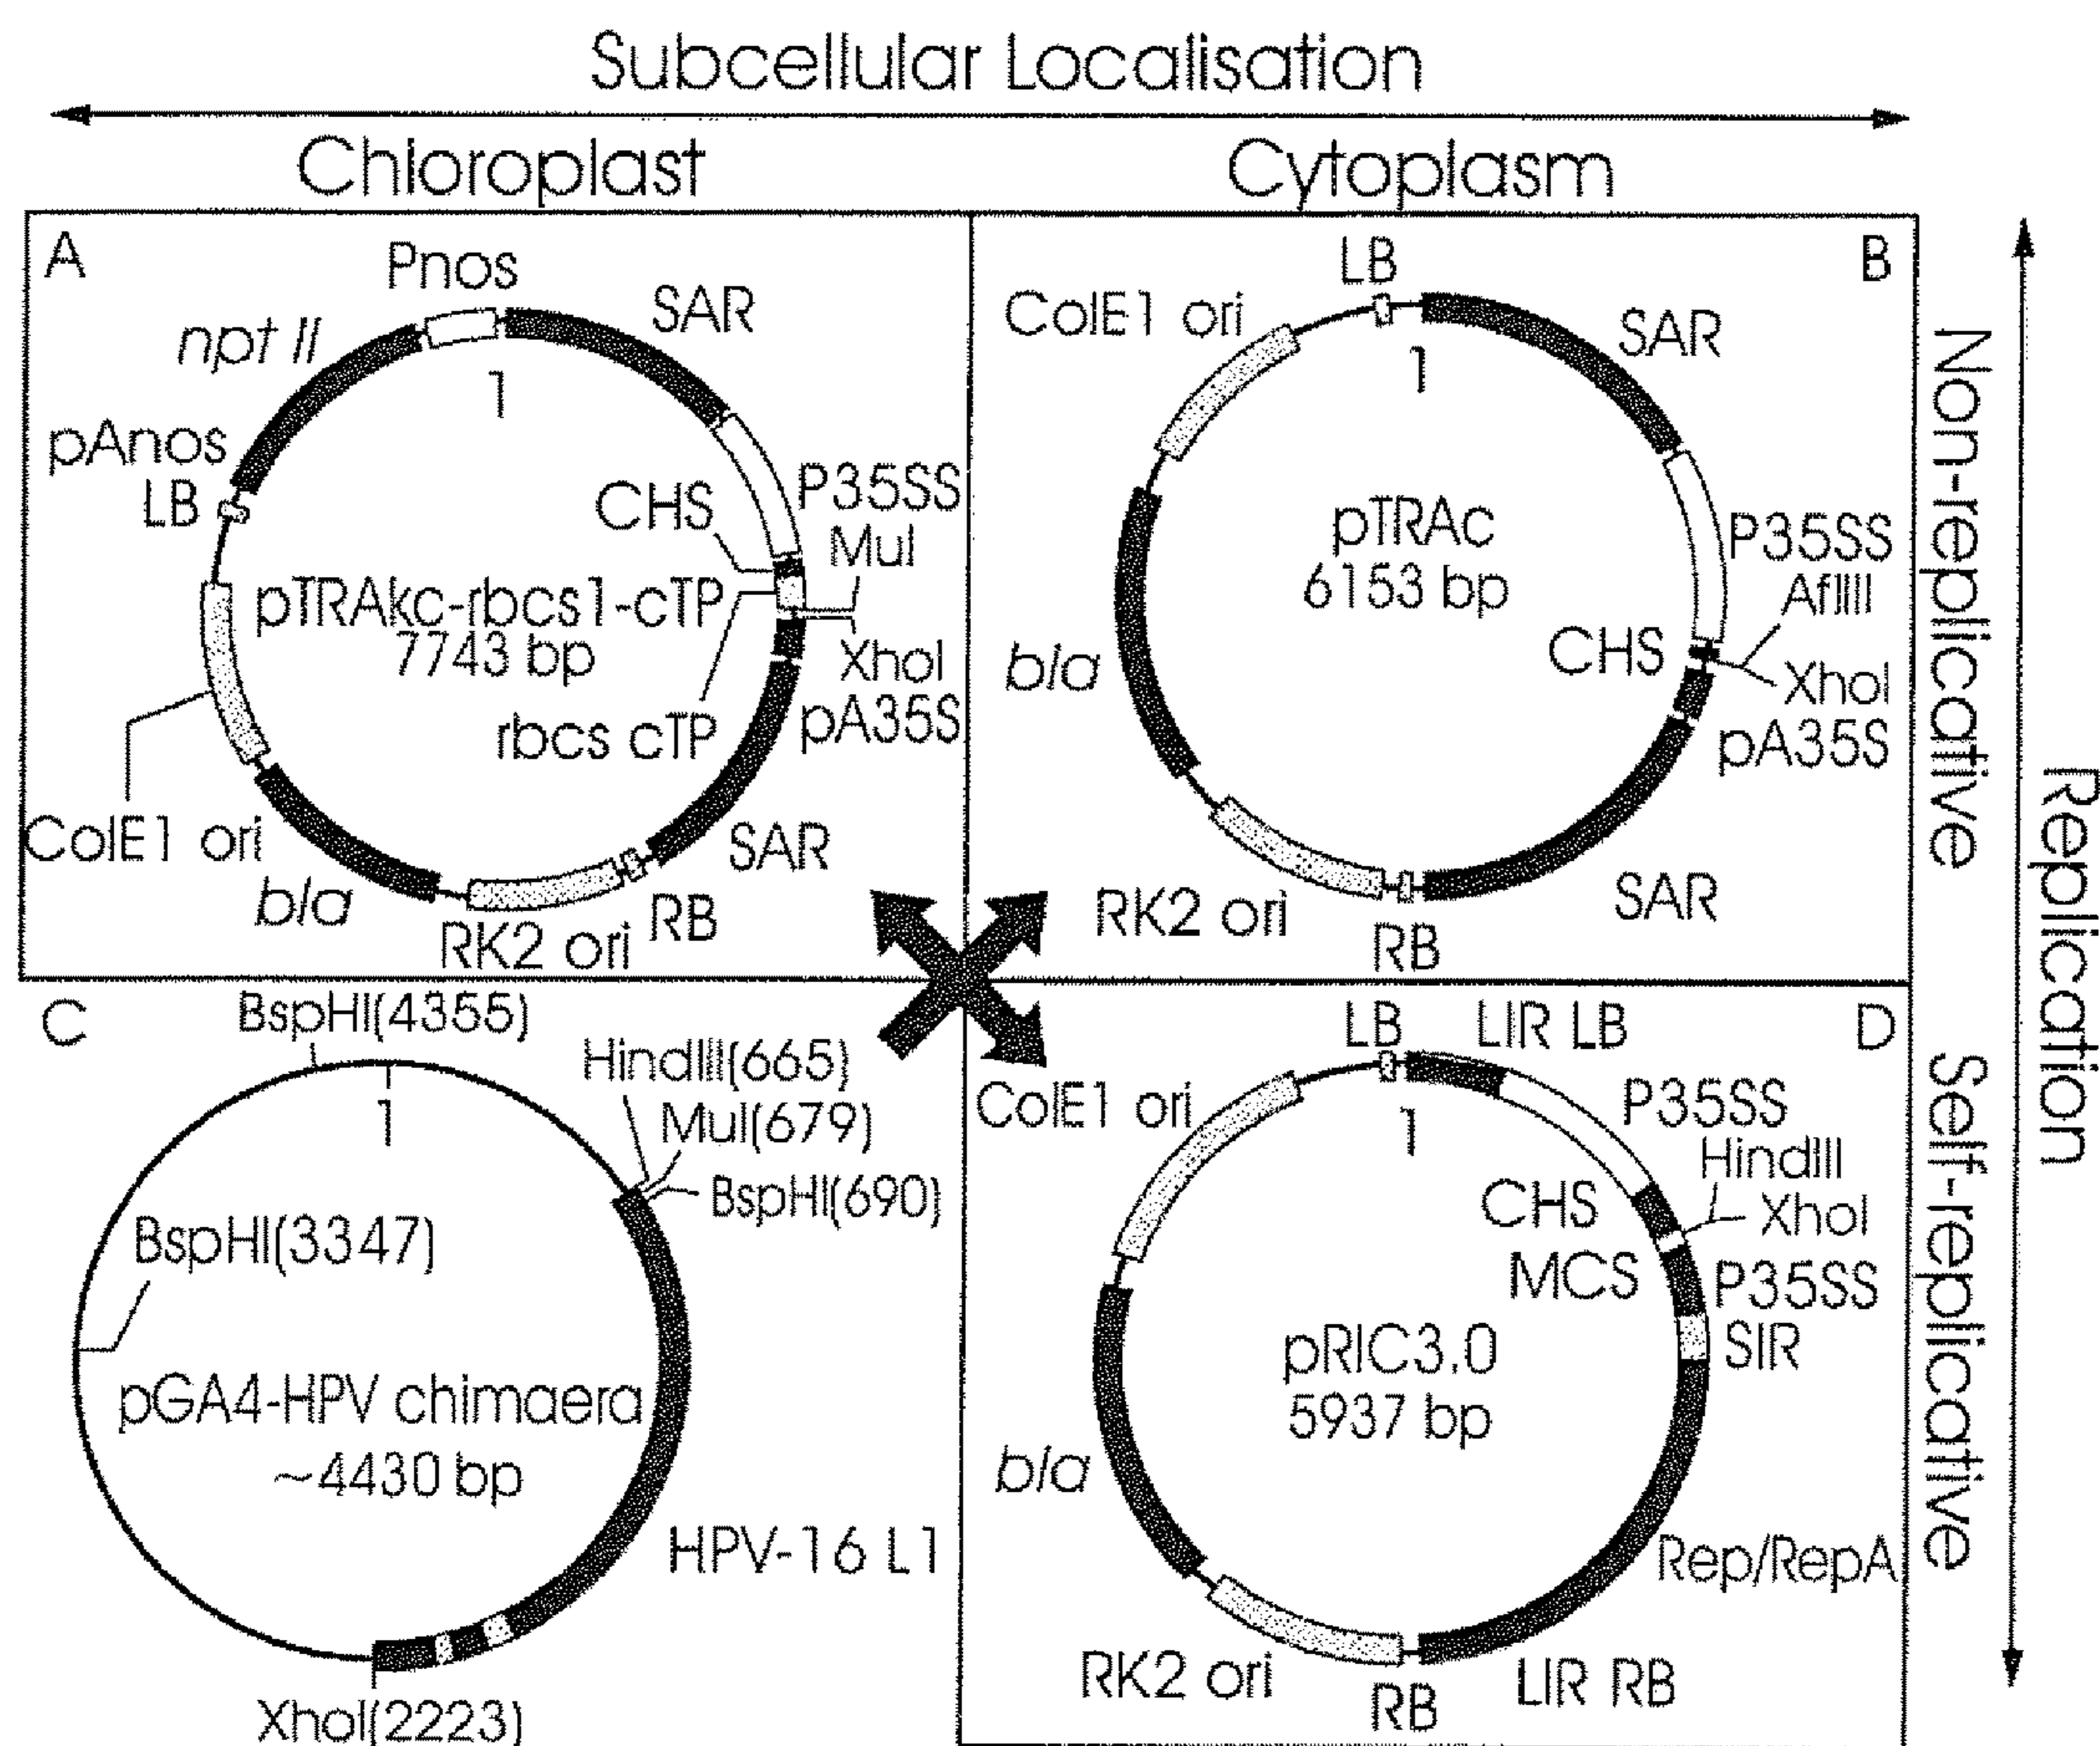 Subcellular Localisation
Chloroplast
Cytoplasm
A
Pnos
SAR
npt II
1
pAnos
LB
CHS
P35SS
MluI
pTRAkc-rbcs1-cTP
7743 bp
XhoI
rbcs cTP
pA35S
ColE1 ori
SAR
bla
RK2 ori
RB
B
LB
ColE1 ori
SAR
1
pTRAc
6153 bp
P35SS
AflIII
CHS
XhoI
bla
pA35S
RK2 ori
SAR
RB
Non-replicative
Replication
Self-replicative
C
BspHI(4355)
HindIII(665)
1
MluI(679)
BspHI(690)
BspHI(3347)
pGA4-HPV chimaera
~4430 bp
HPV-16 L1
XhoI(2223)
D
LB
LIR LB
ColE1 ori
1
P35SS
HindIII
CHS
XhoI
MCS
P35SS
pRIC3.0
5937 bp
SIR
bla
Rep/RepA
RK2 ori
RB
LIR RB